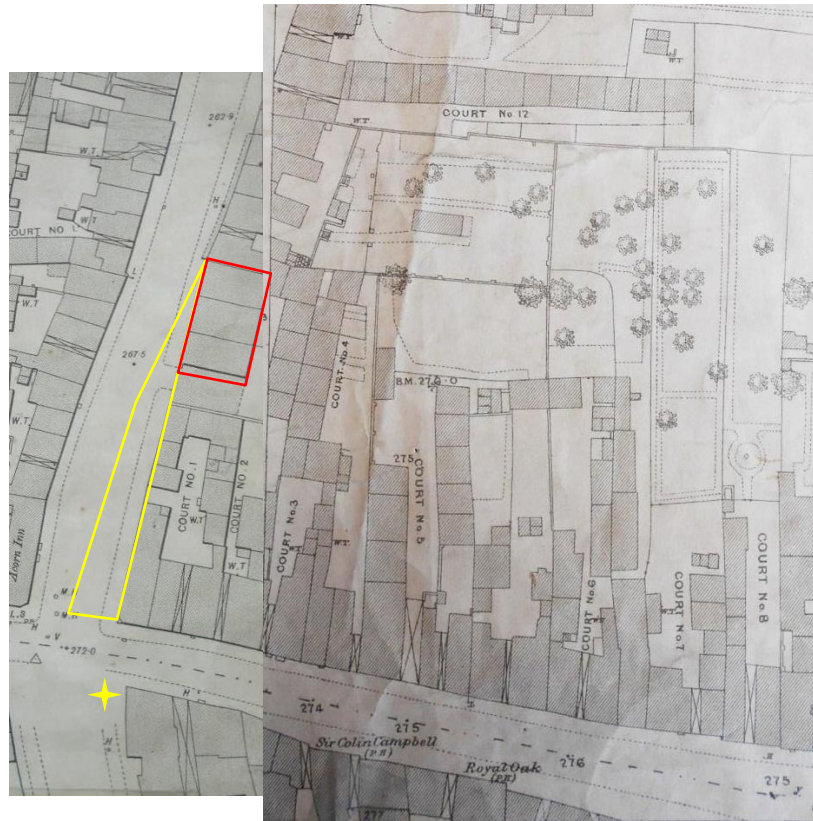 COURT No. 12
W.T.
W.T.
262·9
H
W.T
W.T
COURT No. 1
L
W.T
267·5
COURT No. 4
B.M. 270·0
275
COURT No. 5
COURT No. 3
COURT NO. 1
COURT NO. 2
W.T
W.T
W.T.
COURT No. 6
COURT No. 7
COURT No. 8
Acorn Inn
L.S
H
V
272·0
H
H
274
275
Sir Colin Campbell
(P.H)
Royal Oak
(P.H)
276
275
277